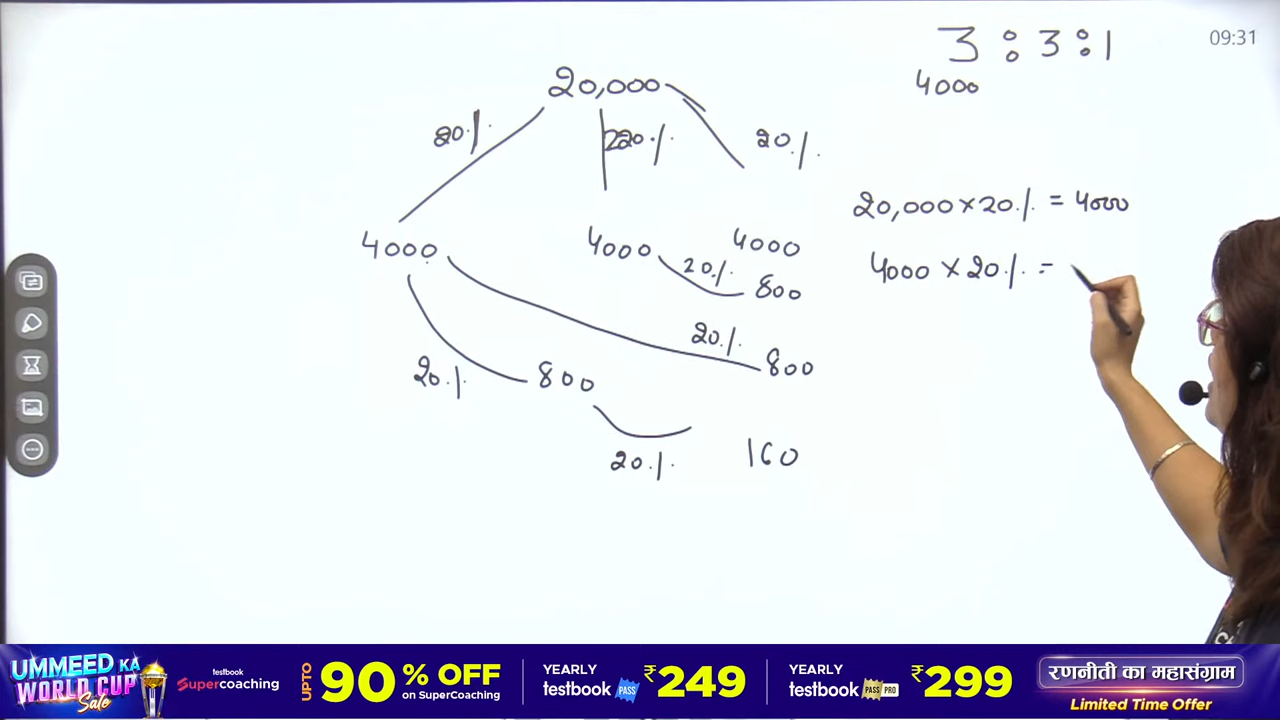 3 : 3 : 1
09:31
4000
20,000
20%
220%
20%
20,000 × 20% = 4000
4000
4000
4000
20%
800
4000 × 20% =
20%
800
20%
800
20%
160
UMMEED KA
WORLD CUP
Sale
testbook
Supercoaching
UPTO
90% OFF
on SuperCoaching
YEARLY
testbook PASS
₹249
YEARLY
testbook PASS PRO
₹299
रणनीती का महासंग्राम
Limited Time Offer